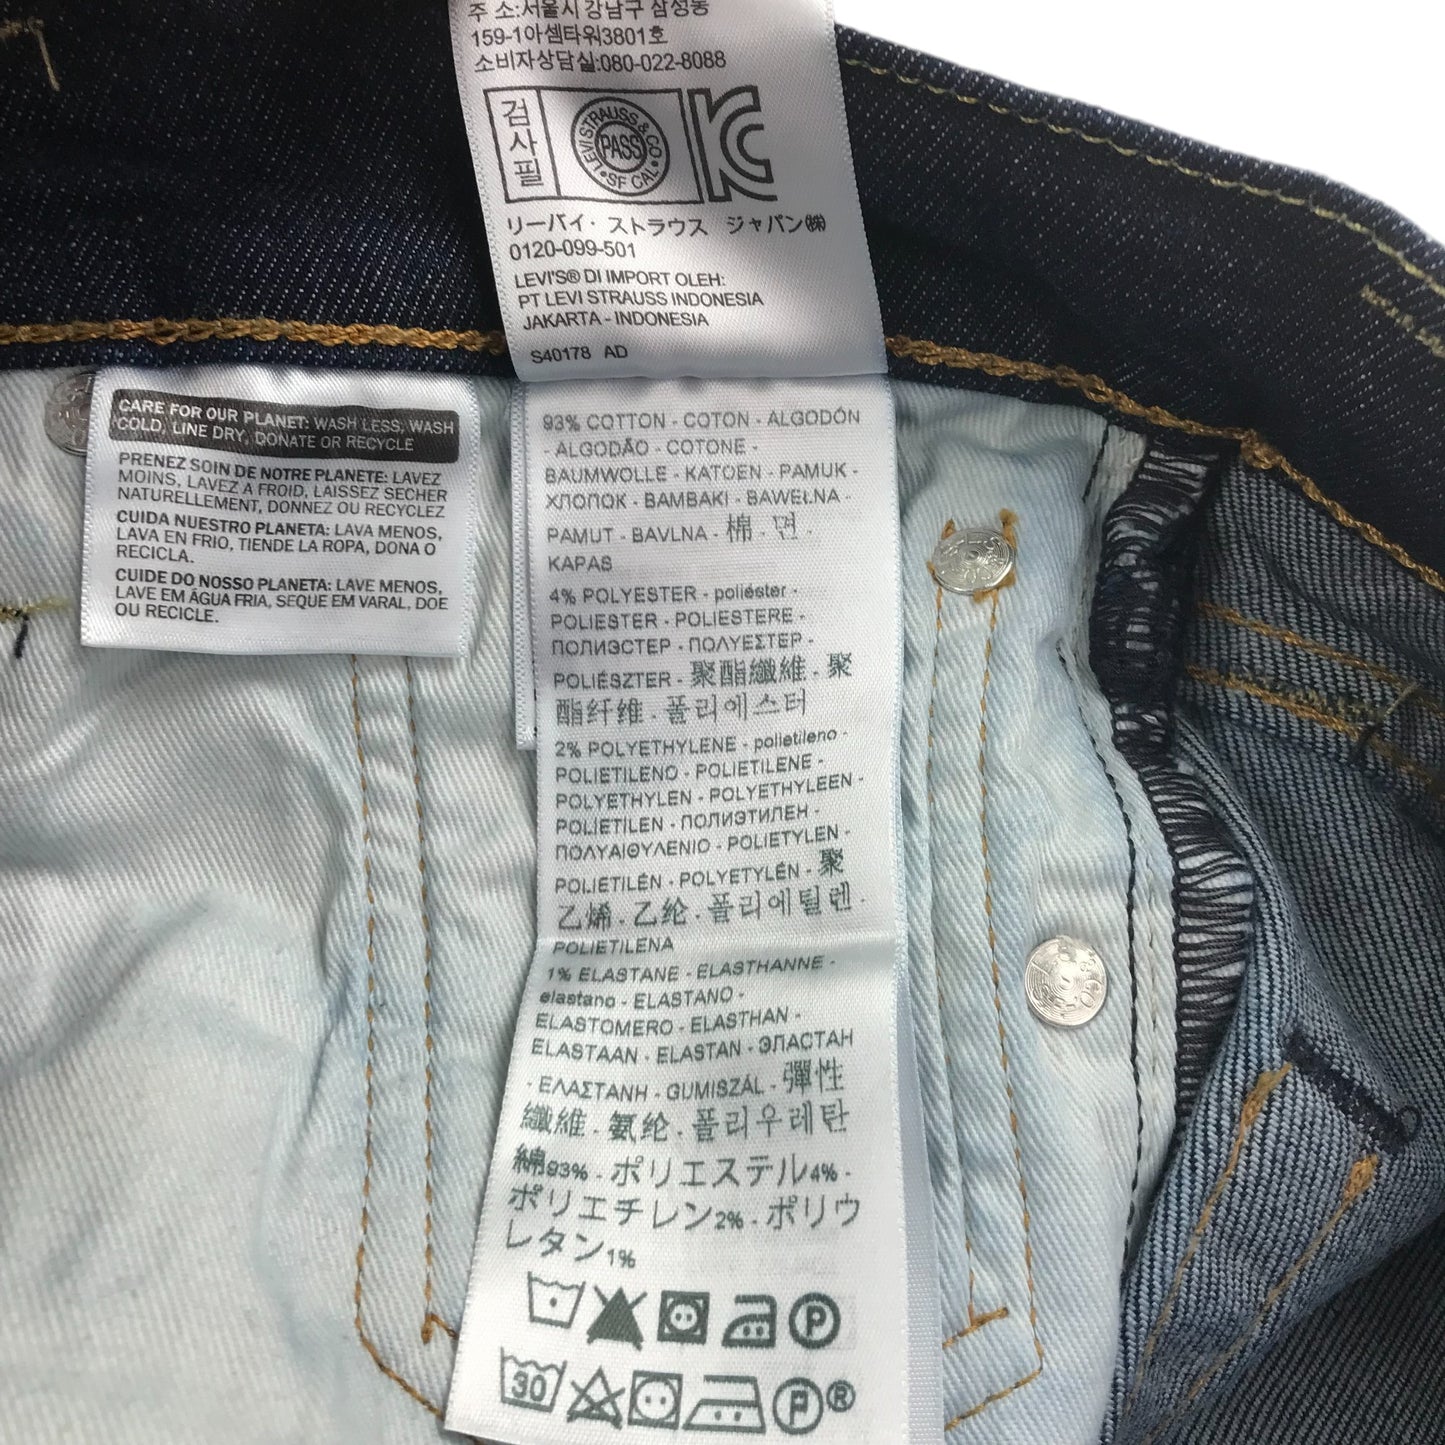 주 소:서울시 강남구 삼성동
159-1아셈타워3801호
소비자상담실:080-022-8088
검사필
LEVI STRAUSS & CO
PASS
• SF CAL •
リーバイ・ストラウス ジャパン㈱
0120-099-501
LEVI'S® DI IMPORT OLEH:
PT LEVI STRAUSS INDONESIA
JAKARTA - INDONESIA
S40178 AD
CARE FOR OUR PLANET: WASH LESS, WASH
COLD, LINE DRY, DONATE OR RECYCLE
PRENEZ SOIN DE NOTRE PLANETE: LAVEZ
MOINS, LAVEZ A FROID, LAISSEZ SECHER
NATURELLEMENT, DONNEZ OU RECYCLEZ
CUIDA NUESTRO PLANETA: LAVA MENOS,
LAVA EN FRIO, TIENDE LA ROPA, DONA O
RECICLA.
CUIDE DO NOSSO PLANETA: LAVE MENOS,
LAVE EM ÁGUA FRIA, SEQUE EM VARAL, DOE
OU RECICLE.
93% COTTON - COTON - ALGODÓN
- ALGODÃO - COTONE -
BAUMWOLLE - KATOEN - PAMUK -
ХЛОПОК - BAMBAKI - BAWEŁNA -
PAMUT - BAVLNA - 棉 - 면 -
KAPAS
4% POLYESTER - poliéster -
POLIESTER - POLIESTERE -
ПОЛИЭСТЕР - ΠΟΛΥΕΣΤΕΡ -
POLIÉSZTER - 聚酯纖維 - 聚
酯纤维 - 폴리에스터
2% POLYETHYLENE - polietileno -
POLIETILENO - POLIETILENE -
POLYETHYLEN - POLYETHYLEEN -
POLİETİLEN - ПОЛИЭТИЛЕН -
ΠΟΛΥΑΙΘΥΛΕΝΙΟ - POLIETYLEN -
POLIETILÉN - POLYETYLÉN - 聚
乙烯 - 乙纶 - 폴리에틸렌 -
POLIETILENA
1% ELASTANE - ELASTHANNE -
elastano - ELASTANO -
ELASTOMERO - ELASTHAN -
ELASTAAN - ELASTAN - ЭЛАСТАН
- ΕΛΑΣΤΑΝΗ - GUMISZÁL - 彈性
纖維 - 氨纶 - 폴리우레탄
綿93% - ポリエステル4% -
ポリエチレン2% - ポリウ
レタン1%
P
30 P ®